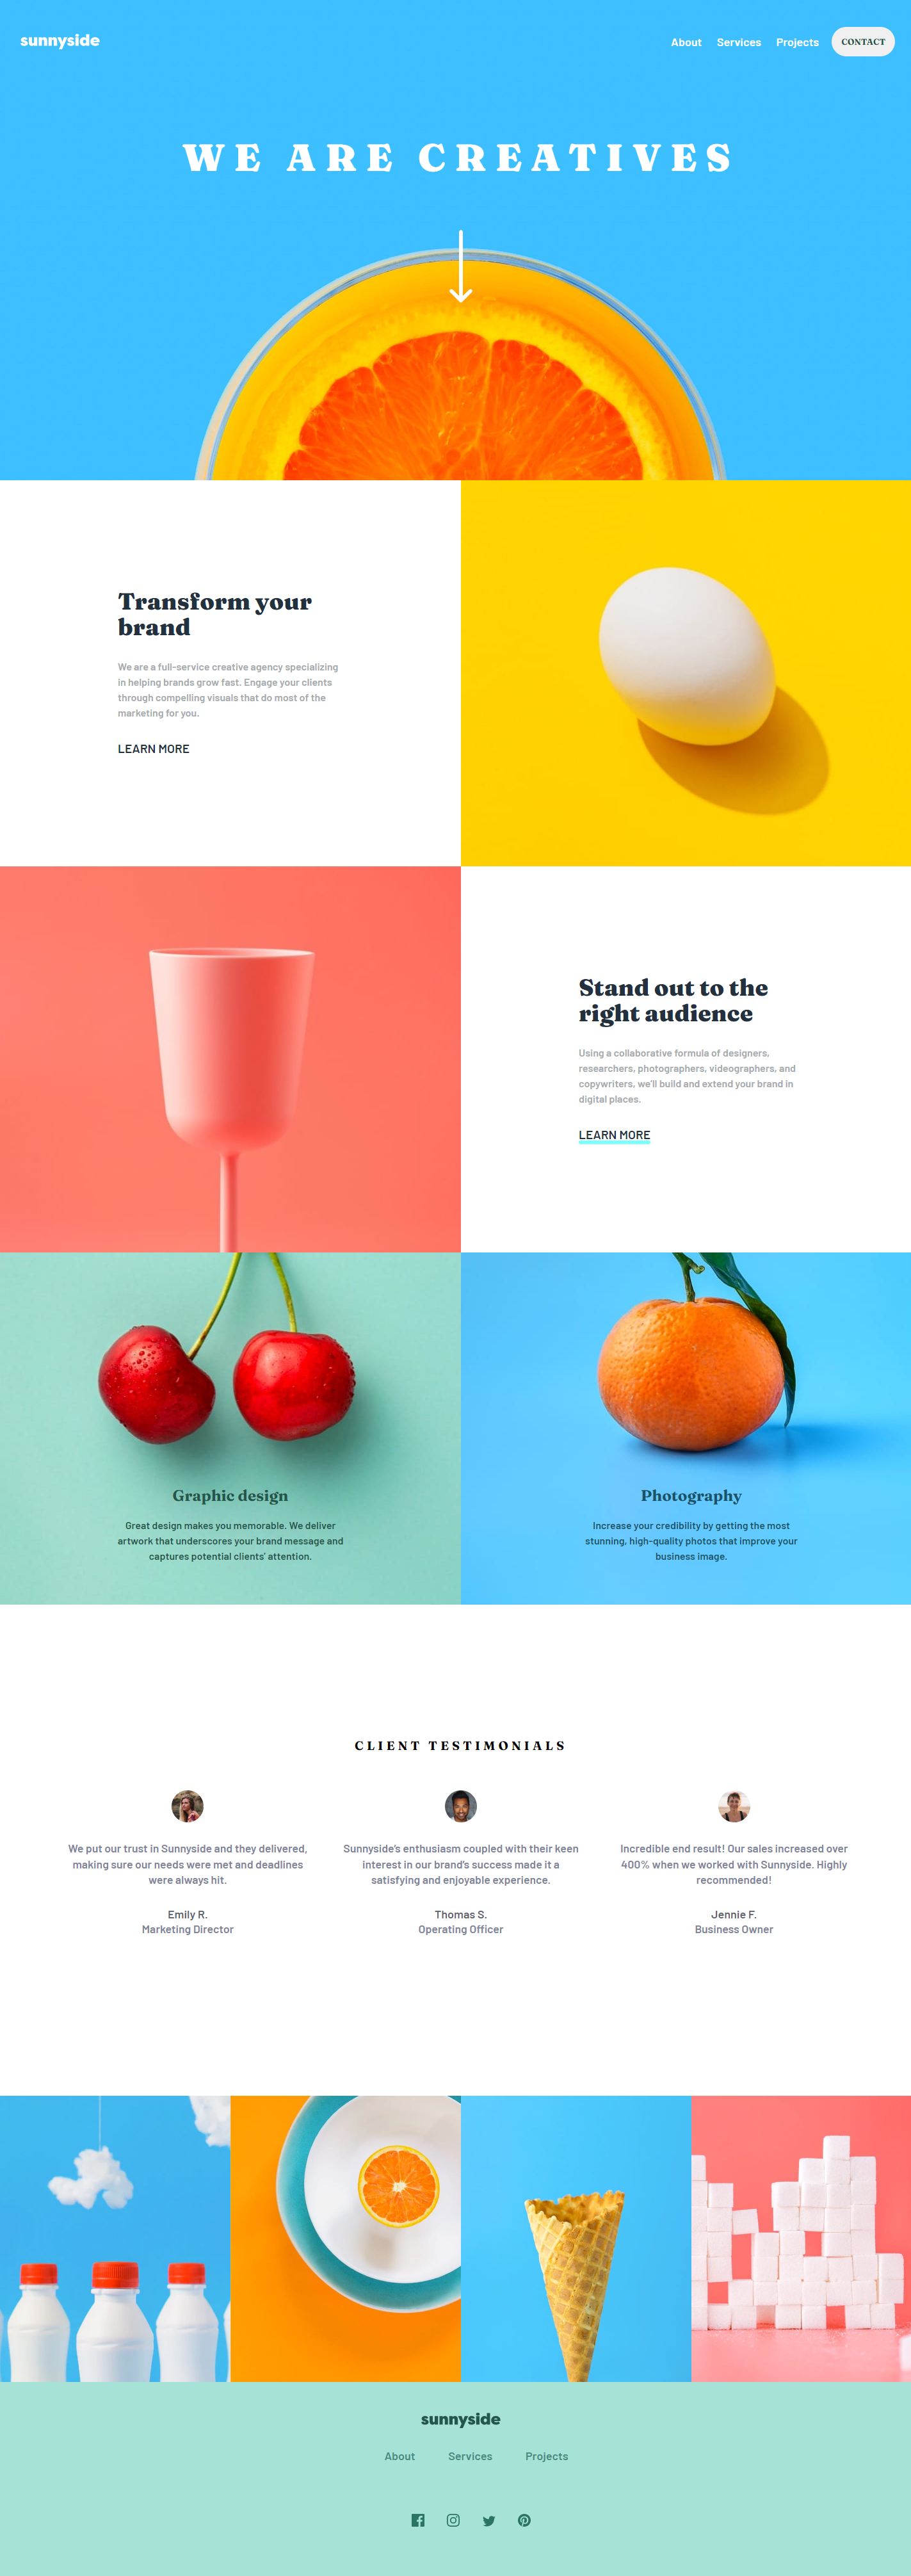 sunnyside
About Services Projects CONTACT
WE ARE CREATIVES
Transform your
brand
We are a full-service creative agency specializing
in helping brands grow fast. Engage your clients
through compelling visuals that do most of the
marketing for you.
LEARN MORE
Stand out to the
right audience
Using a collaborative formula of designers,
researchers, photographers, videographers, and
copywriters, we'll build and extend your brand in
digital places.
LEARN MORE
Graphic design
Great design makes you memorable. We deliver
artwork that underscores your brand message and
captures potential clients' attention.
Photography
Increase your credibility by getting the most
stunning, high-quality photos that improve your
business image.
CLIENT TESTIMONIALS
We put our trust in Sunnyside and they delivered,
making sure our needs were met and deadlines
were always hit.
Emily R.
Marketing Director
Sunnyside's enthusiasm coupled with their keen
interest in our brand's success made it a
satisfying and enjoyable experience.
Thomas S.
Operating Officer
Incredible end result! Our sales increased over
400% when we worked with Sunnyside. Highly
recommended!
Jennie F.
Business Owner
sunnyside
About Services Projects